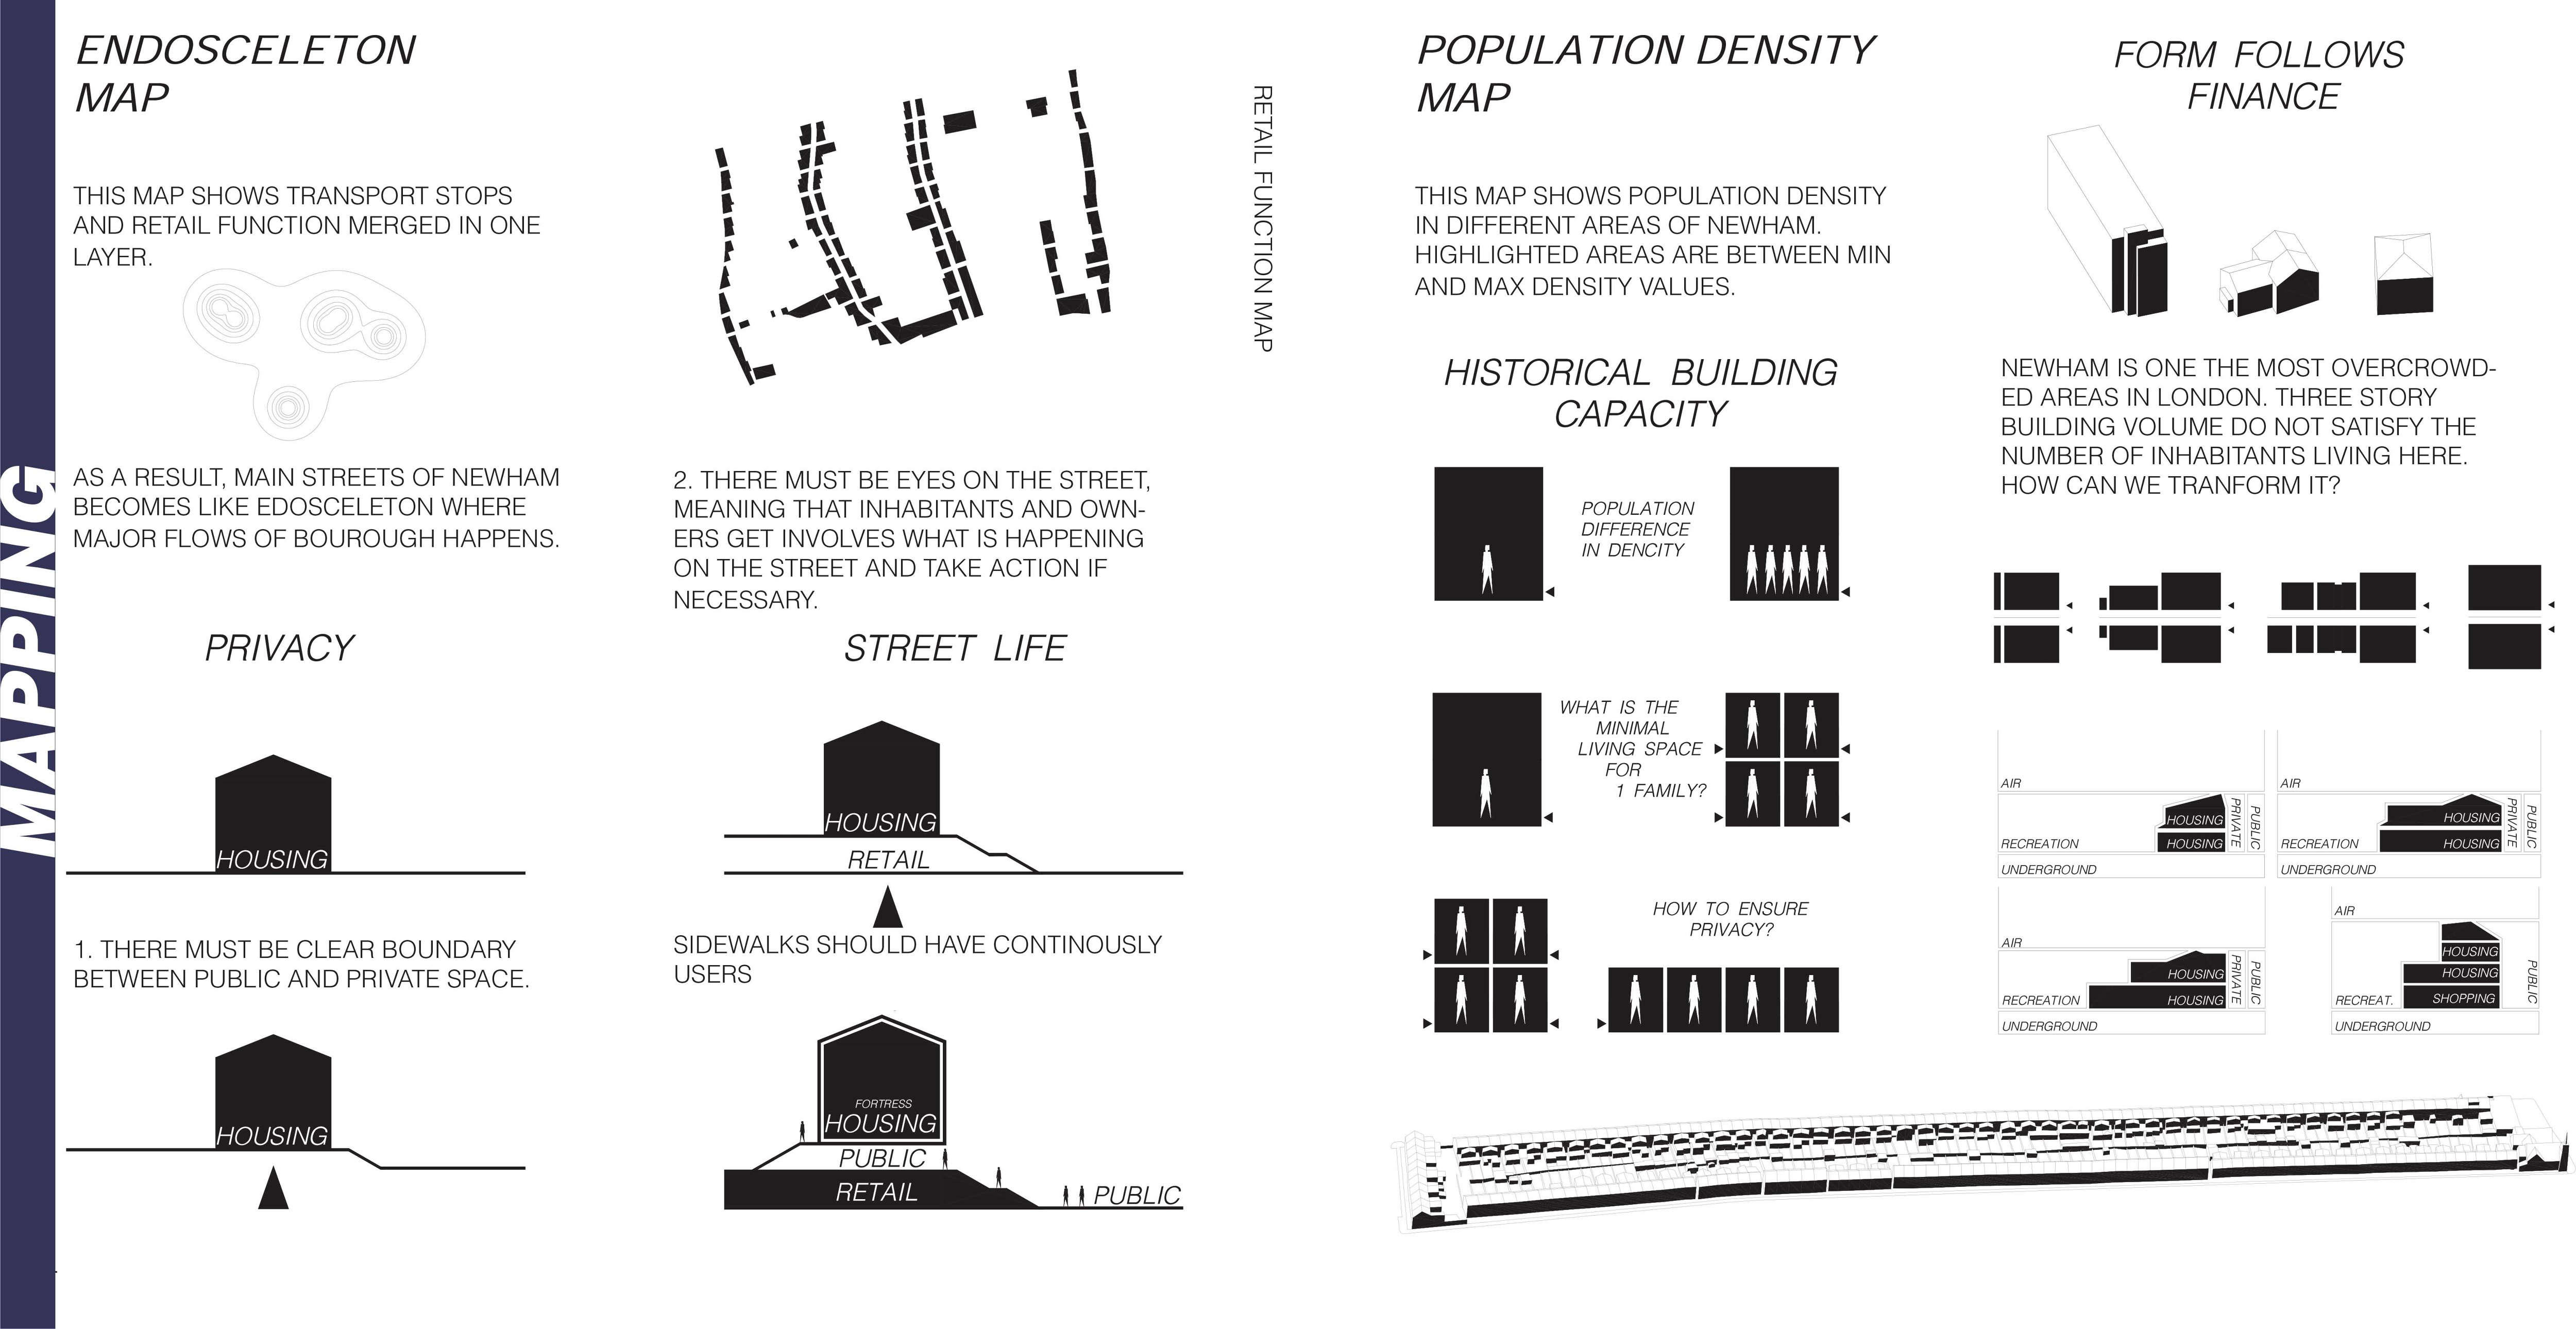 MAPPING
ENDOSCELETON
MAP
THIS MAP SHOWS TRANSPORT STOPS
AND RETAIL FUNCTION MERGED IN ONE
LAYER.
AS A RESULT, MAIN STREETS OF NEWHAM
BECOMES LIKE EDOSCELETON WHERE
MAJOR FLOWS OF BOUROUGH HAPPENS.
PRIVACY
HOUSING
1. THERE MUST BE CLEAR BOUNDARY
BETWEEN PUBLIC AND PRIVATE SPACE.
HOUSING
RETAIL FUNCTION MAP
2. THERE MUST BE EYES ON THE STREET,
MEANING THAT INHABITANTS AND OWN-
ERS GET INVOLVES WHAT IS HAPPENING
ON THE STREET AND TAKE ACTION IF
NECESSARY.
STREET LIFE
HOUSING
RETAIL
SIDEWALKS SHOULD HAVE CONTINOUSLY
USERS
FORTRESS
HOUSING
PUBLIC
RETAIL
PUBLIC
POPULATION DENSITY
MAP
THIS MAP SHOWS POPULATION DENSITY
IN DIFFERENT AREAS OF NEWHAM.
HIGHLIGHTED AREAS ARE BETWEEN MIN
AND MAX DENSITY VALUES.
HISTORICAL BUILDING
CAPACITY
POPULATION
DIFFERENCE
IN DENCITY
WHAT IS THE
MINIMAL
LIVING SPACE
FOR
1 FAMILY?
HOW TO ENSURE
PRIVACY?
FORM FOLLOWS
FINANCE
NEWHAM IS ONE THE MOST OVERCROWD-
ED AREAS IN LONDON. THREE STORY
BUILDING VOLUME DO NOT SATISFY THE
NUMBER OF INHABITANTS LIVING HERE.
HOW CAN WE TRANFORM IT?
AIR
HOUSING
RECREATION
HOUSING
PRIVATE
PUBLIC
UNDERGROUND
AIR
HOUSING
RECREATION
HOUSING
PRIVATE
PUBLIC
UNDERGROUND
AIR
HOUSING
RECREATION
HOUSING
PRIVATE
PUBLIC
UNDERGROUND
AIR
HOUSING
HOUSING
RECREAT.
SHOPPING
PUBLIC
UNDERGROUND